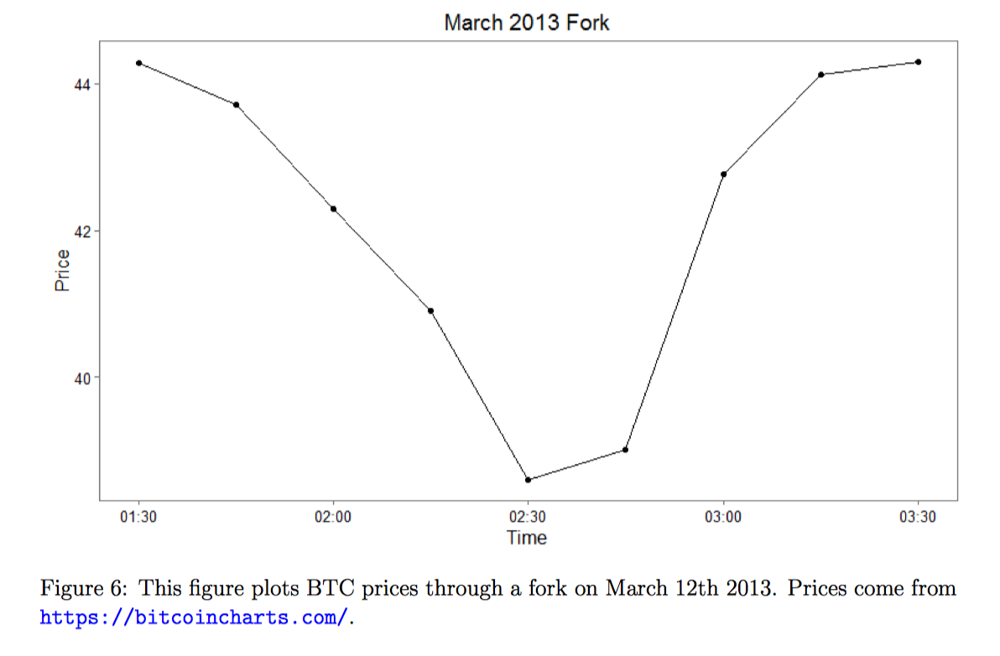 March 2013 Fork
44
42
40
Price
01:30 02:00 02:30 03:00 03:30
Time
Figure 6: This figure plots BTC prices through a fork on March 12th 2013. Prices come from
https://bitcoincharts.com/.